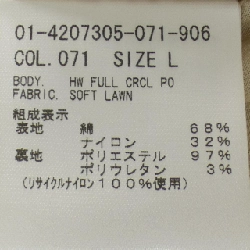 01-4207305-071-906
COL. 071 SIZE L
BODY. HW FULL CRCL PO
FABRIC. SOFT LAWN
組成表示
表地 綿 68%
ナイロン 32%
裏地 ポリエステル 97%
ポリウレタン 3%
(リサイクルナイロン100%使用)